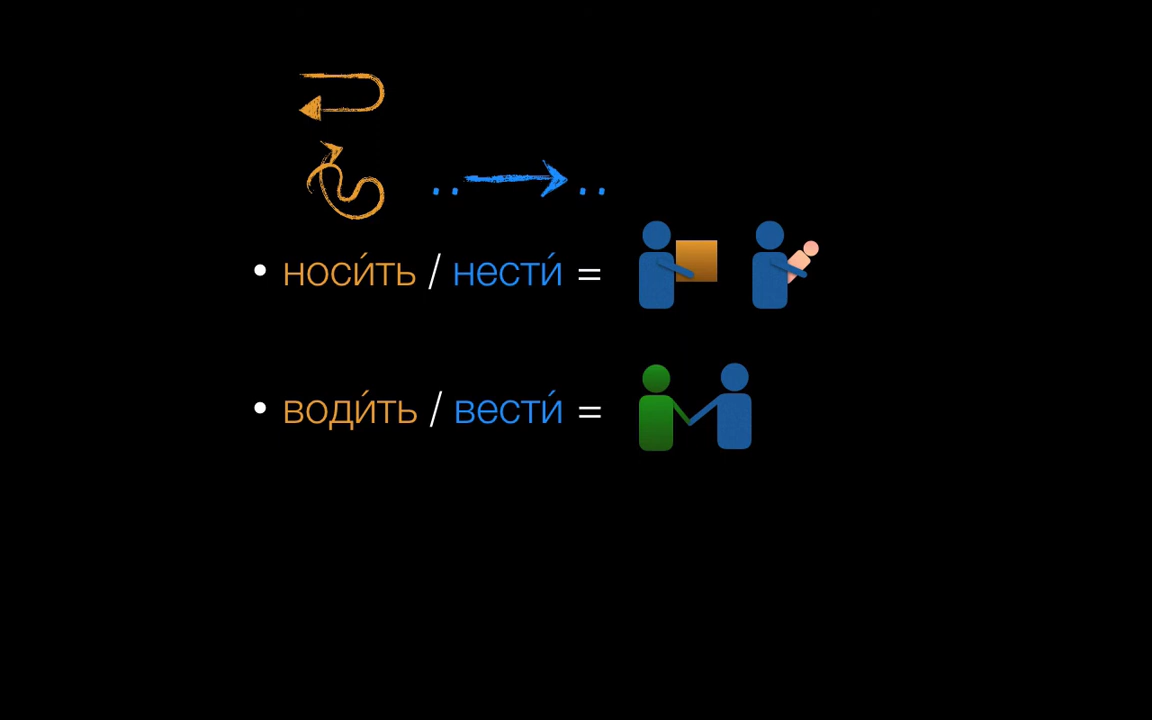 • носи́ть / нести́ =
• води́ть / вести́ =